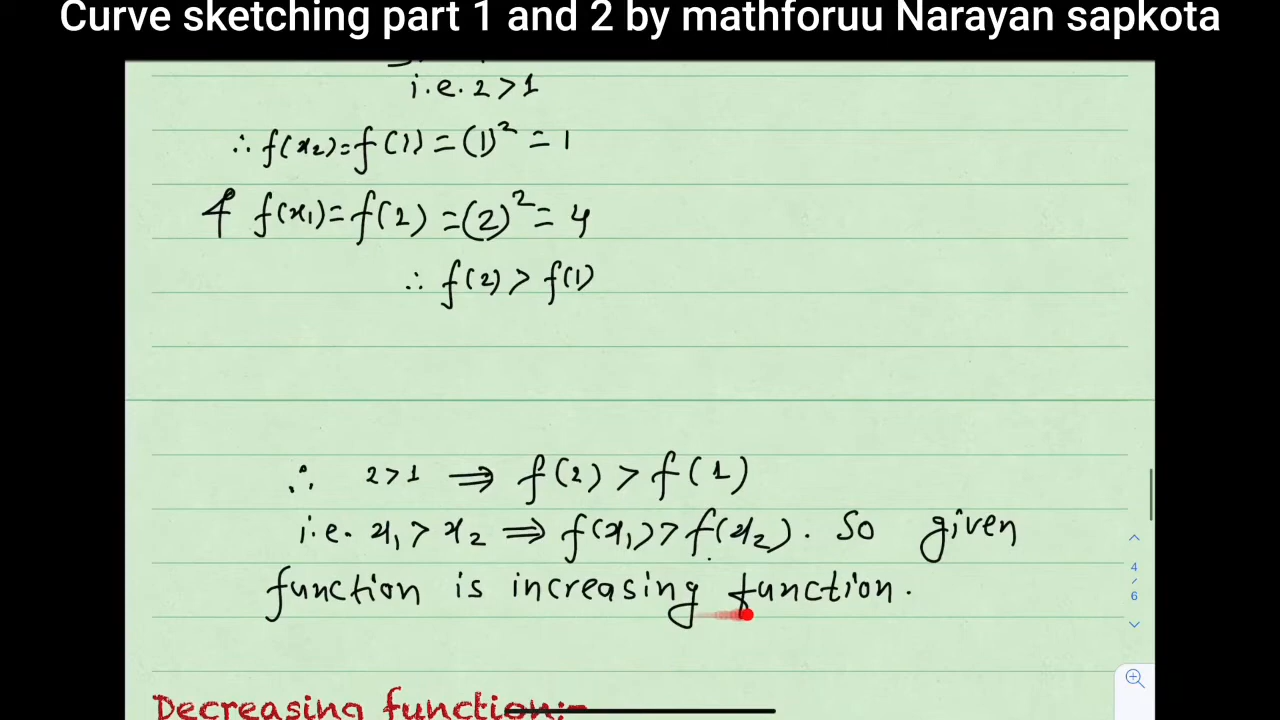 Curve sketching part 1 and 2 by mathforuu Narayan sapkota
i.e. 2 > 1
∴ f(x₂) = f(1) = (1)² = 1
& f(x₁) = f(2) = (2)² = 4
∴ f(2) > f(1)
∴ 2 > 1 ⟹ f(2) > f(1)
i.e. x₁ > x₂ ⟹ f(x₁) > f(x₂). So given
function is increasing function.
4
/
6
Decreasing function:-